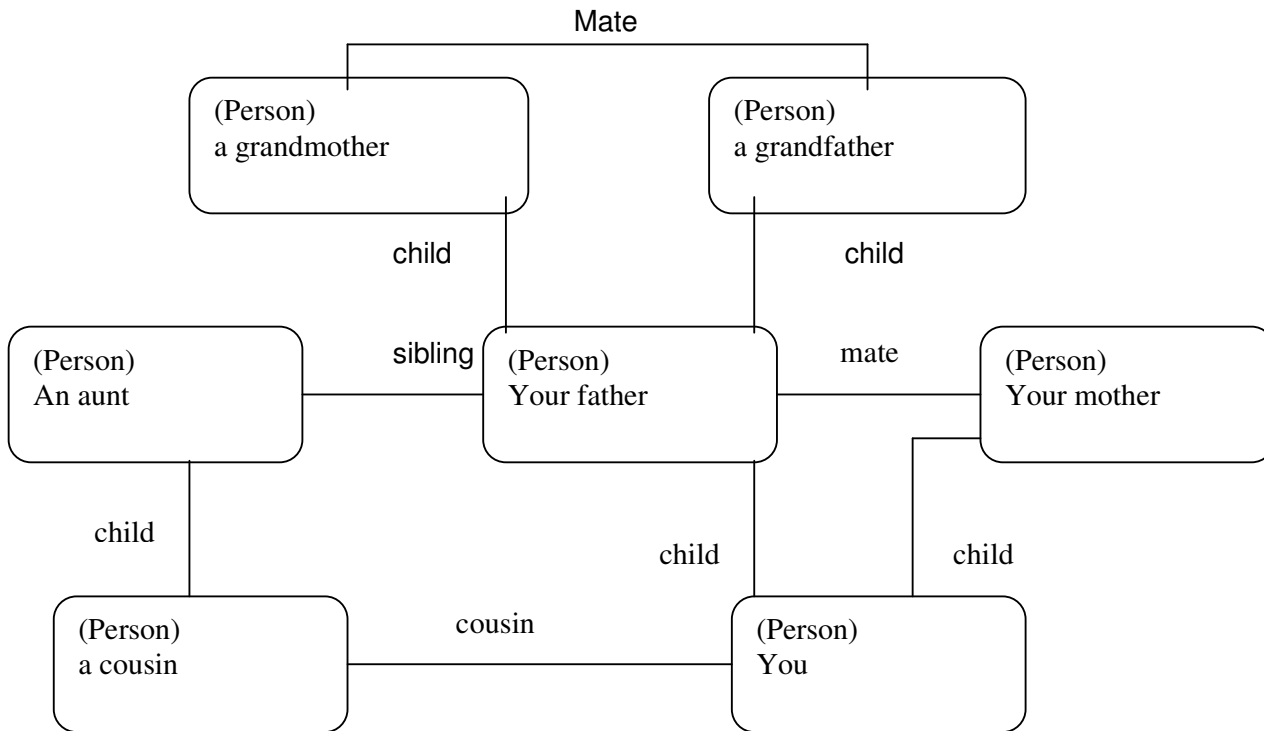 Mate
(Person)
a grandmother
(Person)
a grandfather
child
child
(Person)
An aunt
sibling
(Person)
Your father
mate
(Person)
Your mother
child
child
child
(Person)
a cousin
cousin
(Person)
You